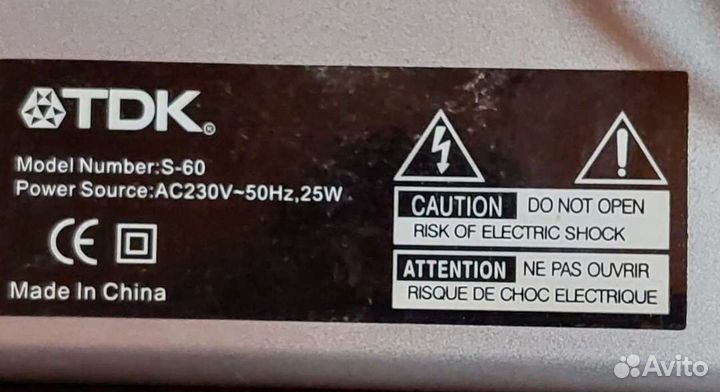 TDK®
Model Number:S-60
Power Source:AC230V~50Hz,25W
CE
Made In China
CAUTION DO NOT OPEN
RISK OF ELECTRIC SHOCK
ATTENTION NE PAS OUVRIR
RISQUE DE CHOC ELECTRIQUE
Avito